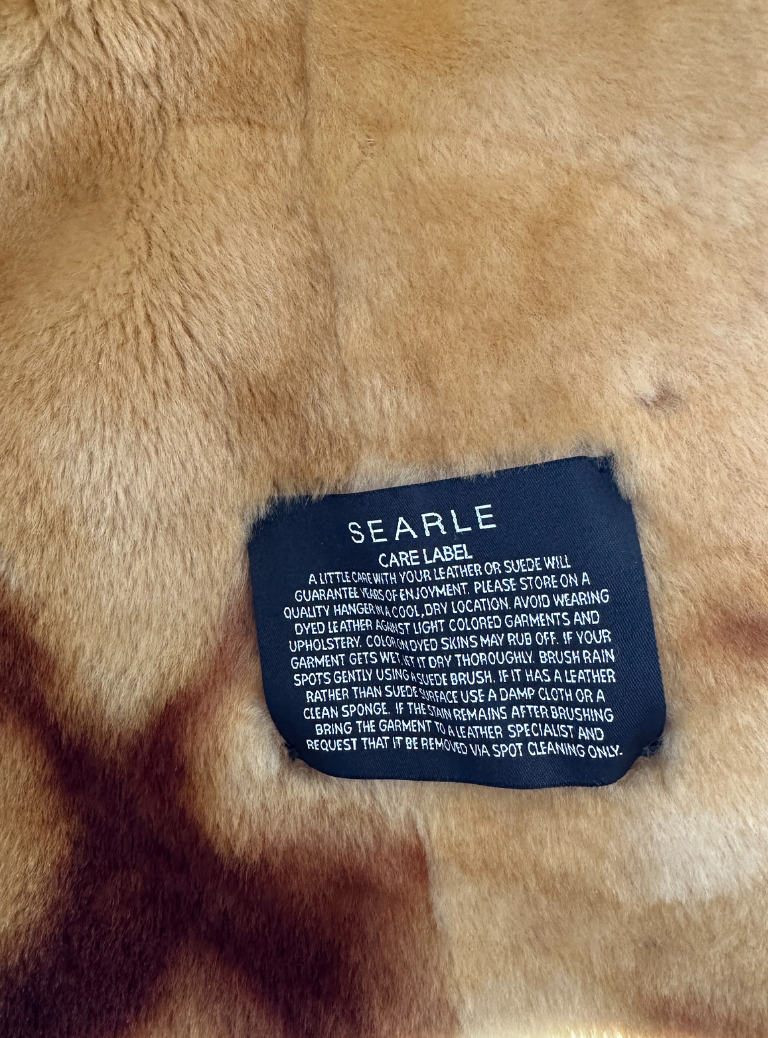 SEARLE
CARE LABEL
A LITTLE CARE WITH YOUR LEATHER OR SUEDE WILL
GUARANTEE YEARS OF ENJOYMENT. PLEASE STORE ON A
QUALITY HANGER IN A COOL, DRY LOCATION. AVOID WEARING
DYED LEATHER AGAINST LIGHT COLORED GARMENTS AND
UPHOLSTERY. COLOR ON DYED SKINS MAY RUB OFF. IF YOUR
GARMENT GETS WET LET IT DRY THOROUGHLY. BRUSH RAIN
SPOTS GENTLY USING A SUEDE BRUSH. IF IT HAS A LEATHER
RATHER THAN SUEDE SURFACE USE A DAMP CLOTH OR A
CLEAN SPONGE. IF THE STAIN REMAINS AFTER BRUSHING
BRING THE GARMENT TO A LEATHER SPECIALIST AND
REQUEST THAT IT BE REMOVED VIA SPOT CLEANING ONLY.